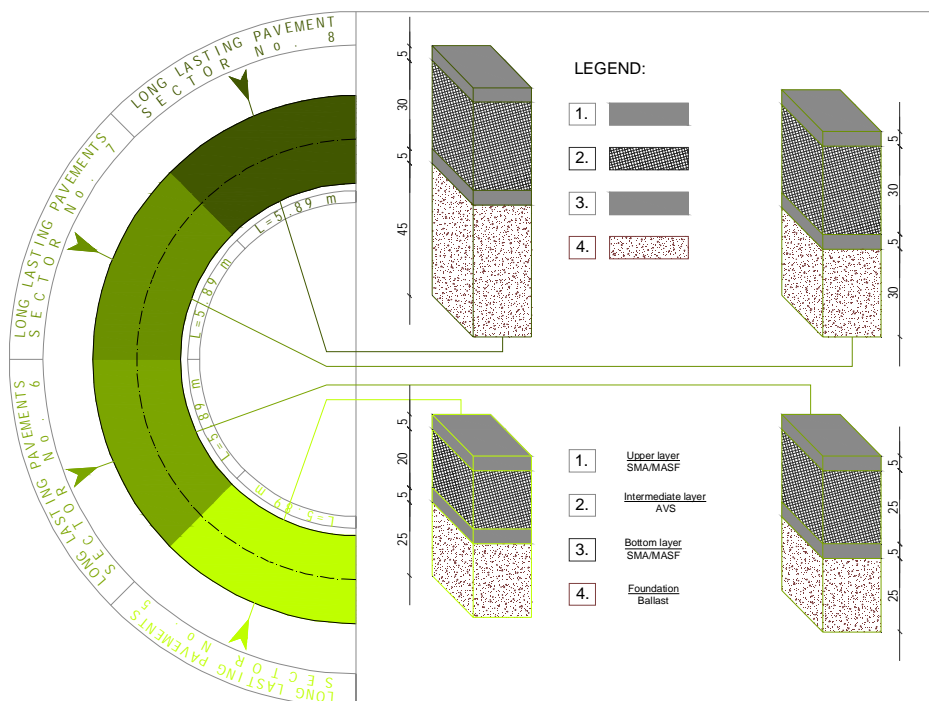 LONG LASTING PAVEMENT
SECTOR No. 8
LONG LASTING PAVEMENTS
SECTOR No. 7
LONG LASTING PAVEMENTS
SECTOR No. 6
LONG LASTING PAVEMENTS
SECTOR No. 5
L=5.89 m
L=5.89 m
L=5.89 m
L=5.89 m
5
30
5
45
LEGEND:
1.
2.
3.
4.
5
30
5
30
5
20
5
25
1. Upper layer
SMA/MASF
2. Intermediate layer
AVS
3. Bottom layer
SMA/MASF
4. Foundation
Ballast
5
25
5
25